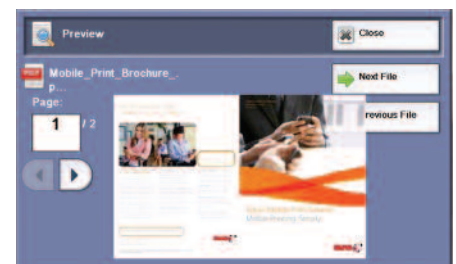 Preview
Close
Mobile_Print_Brochure_.
p...
Next File
Page:
1 / 2
revious File